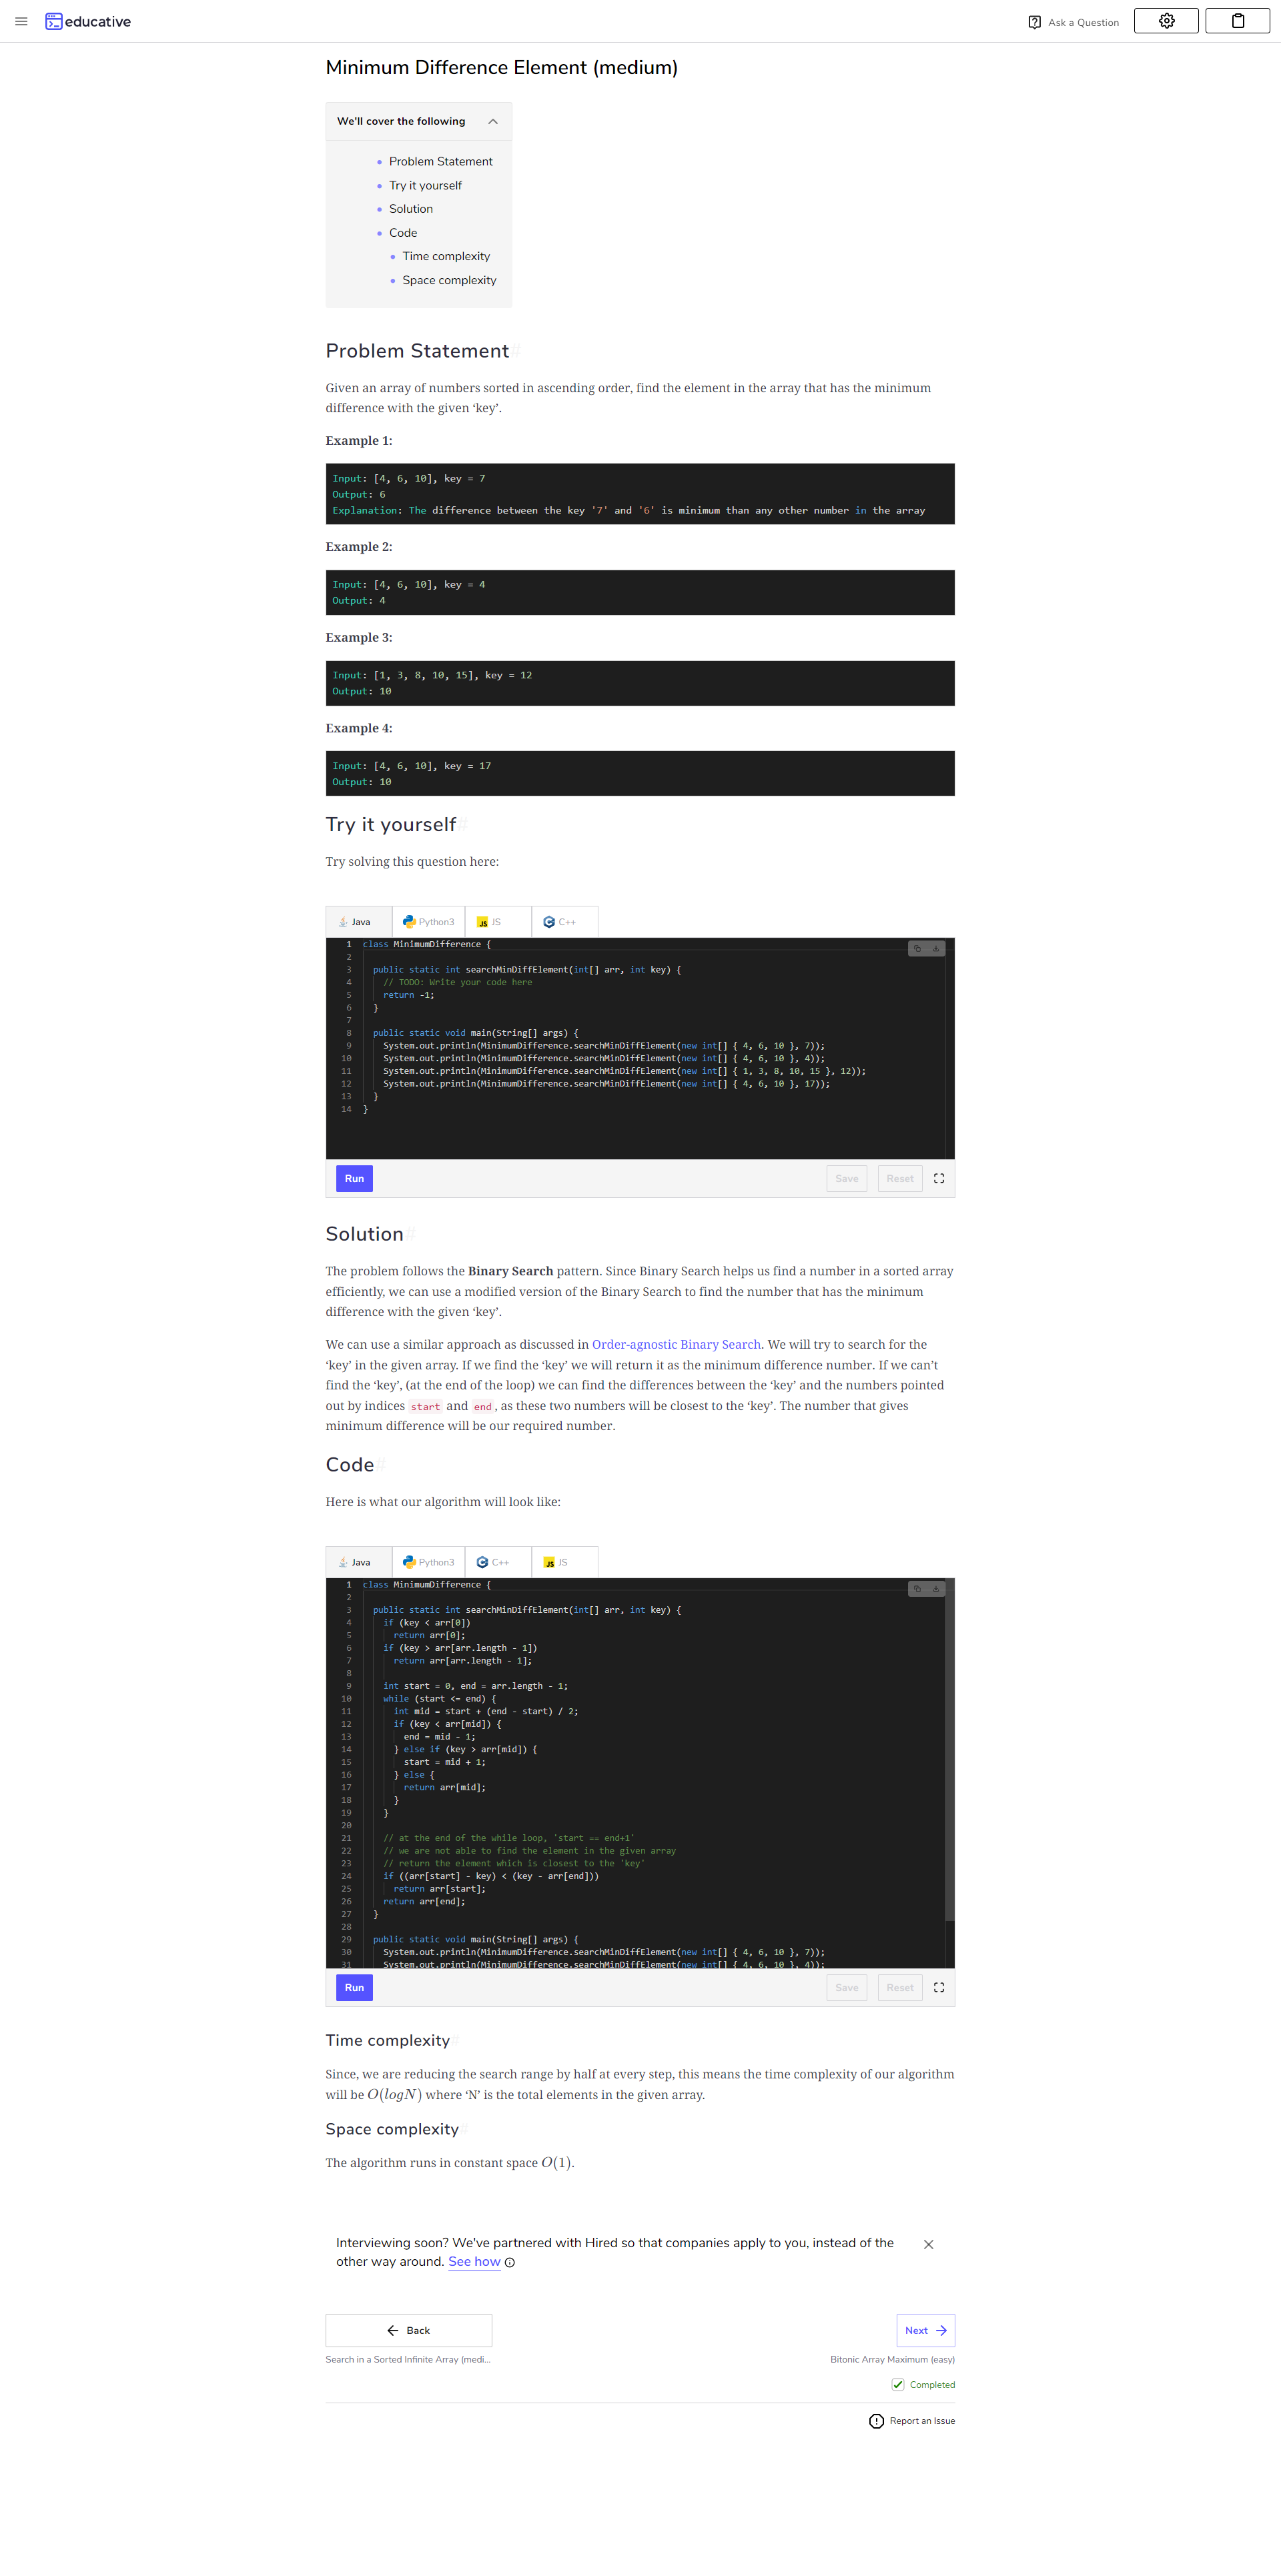 educative
Ask a Question
Minimum Difference Element (medium)
We'll cover the following
Problem Statement
Try it yourself
Solution
Code
Time complexity
Space complexity
Problem Statement#
Given an array of numbers sorted in ascending order, find the element in the array that has the minimum
difference with the given ‘key’.
Example 1:
Input: [4, 6, 10], key = 7
Output: 6
Explanation: The difference between the key '7' and '6' is minimum than any other number in the array
Example 2:
Input: [4, 6, 10], key = 4
Output: 4
Example 3:
Input: [1, 3, 8, 10, 15], key = 12
Output: 10
Example 4:
Input: [4, 6, 10], key = 17
Output: 10
Try it yourself#
Try solving this question here:
Java Python3 JS JS C++
1 class MinimumDifference {
2
3 public static int searchMinDiffElement(int[] arr, int key) {
4 // TODO: Write your code here
5 return -1;
6 }
7
8 public static void main(String[] args) {
9 System.out.println(MinimumDifference.searchMinDiffElement(new int[] { 4, 6, 10 }, 7));
10 System.out.println(MinimumDifference.searchMinDiffElement(new int[] { 4, 6, 10 }, 4));
11 System.out.println(MinimumDifference.searchMinDiffElement(new int[] { 1, 3, 8, 10, 15 }, 12));
12 System.out.println(MinimumDifference.searchMinDiffElement(new int[] { 4, 6, 10 }, 17));
13 }
14 }
Run Save Reset
Solution#
The problem follows the Binary Search pattern. Since Binary Search helps us find a number in a sorted array
efficiently, we can use a modified version of the Binary Search to find the number that has the minimum
difference with the given ‘key’.
We can use a similar approach as discussed in Order-agnostic Binary Search. We will try to search for the
‘key’ in the given array. If we find the ‘key’ we will return it as the minimum difference number. If we can’t
find the ‘key’, (at the end of the loop) we can find the differences between the ‘key’ and the numbers pointed
out by indices start and end, as these two numbers will be closest to the ‘key’. The number that gives
minimum difference will be our required number.
Code#
Here is what our algorithm will look like:
Java Python3 C++ JS JS
1 class MinimumDifference {
2
3 public static int searchMinDiffElement(int[] arr, int key) {
4 if (key < arr[0])
5 return arr[0];
6 if (key > arr[arr.length - 1])
7 return arr[arr.length - 1];
8
9 int start = 0, end = arr.length - 1;
10 while (start <= end) {
11 int mid = start + (end - start) / 2;
12 if (key < arr[mid]) {
13 end = mid - 1;
14 } else if (key > arr[mid]) {
15 start = mid + 1;
16 } else {
17 return arr[mid];
18 }
19 }
20
21 // at the end of the while loop, 'start == end+1'
22 // we are not able to find the element in the given array
23 // return the element which is closest to the 'key'
24 if ((arr[start] - key) < (key - arr[end]))
25 return arr[start];
26 return arr[end];
27 }
28
29 public static void main(String[] args) {
30 System.out.println(MinimumDifference.searchMinDiffElement(new int[] { 4, 6, 10 }, 7));
31 System.out.println(MinimumDifference.searchMinDiffElement(new int[] { 4, 6, 10 }, 4));
Run Save Reset
Time complexity#
Since, we are reducing the search range by half at every step, this means the time complexity of our algorithm
will be O(logN) where ‘N’ is the total elements in the given array.
Space complexity#
The algorithm runs in constant space O(1).
Interviewing soon? We've partnered with Hired so that companies apply to you, instead of the
other way around. See how
Back Next
Search in a Sorted Infinite Array (medi... Bitonic Array Maximum (easy)
Completed
Report an Issue